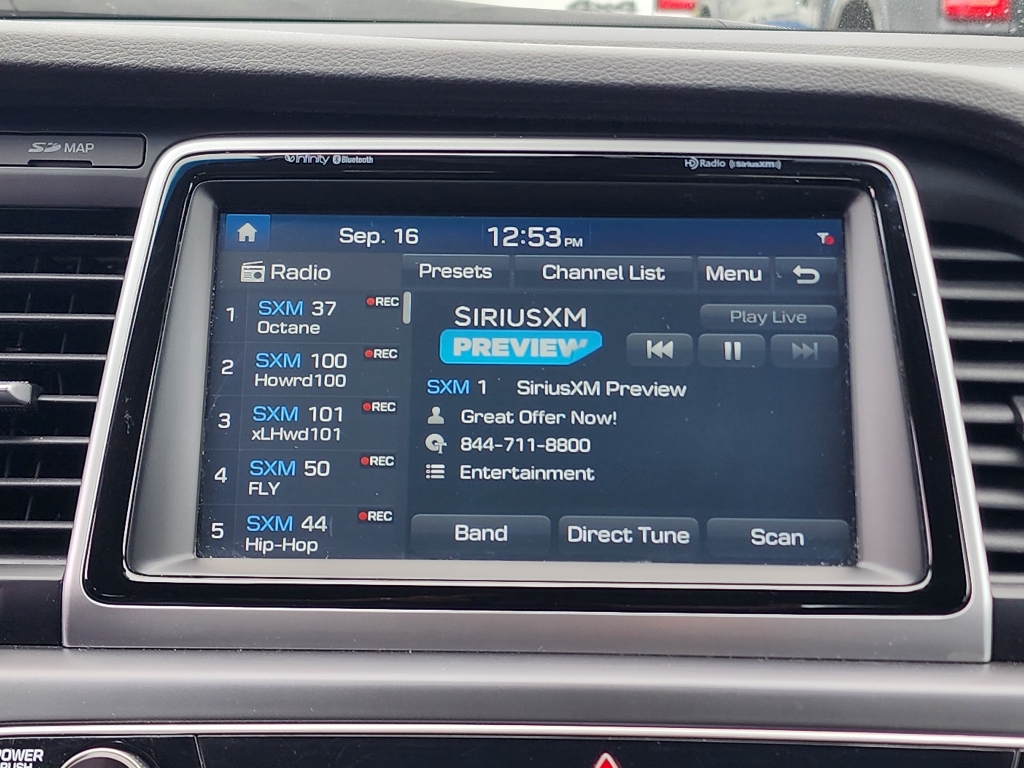 SD MAP
infinity Bluetooth
HD Radio ((SiriusXM))
Sep. 16 12:53 PM
Radio Presets Channel List Menu
1 SXM 37 REC
Octane
2 SXM 100 REC
Howrd100
3 SXM 101 REC
xLHwd101
4 SXM 50 REC
FLY
5 SXM 44 REC
Hip-Hop
SIRIUSXM
PREVIEW
Play Live
SXM 1 SiriusXM Preview
Great Offer Now!
844-711-8800
Entertainment
Band Direct Tune Scan
POWER
PUSH